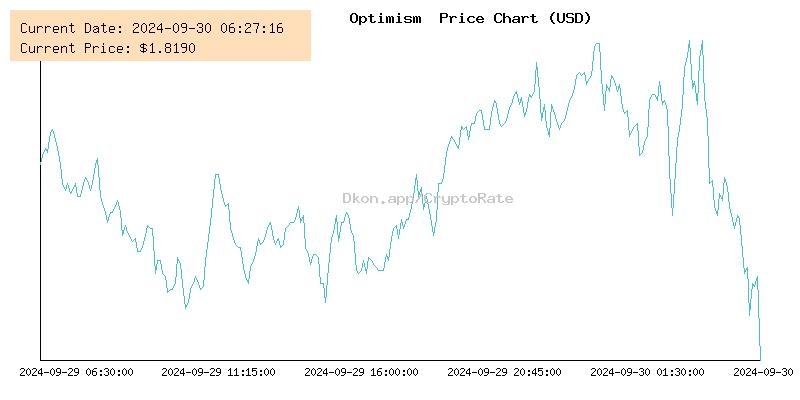 Optimism  Price Chart (USD)
Current Date: 2024-09-30 06:27:16
Current Price: $1.8190
Dkon.app/CryptoRate
2024-09-29 06:30:00 2024-09-29 11:15:00 2024-09-29 16:00:00 2024-09-29 20:45:00 2024-09-30 01:30:00 2024-09-30